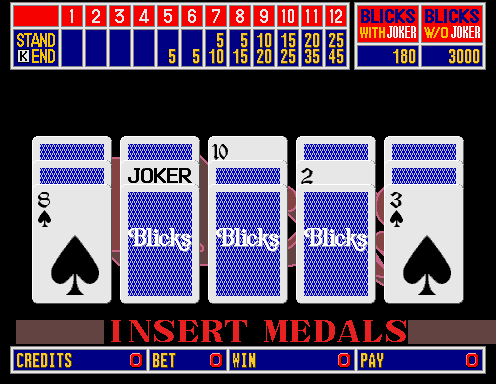 1 2 3 4 5 6 7 8 9 10 11 12
BLICKS BLICKS
WITH JOKER W/O JOKER
STAND 5 5 10 15 20 25
K END 5 5 10 15 20 25 35 45
180 3000
10
JOKER 2
8 3
Blicks Blicks Blicks
INSERT MEDALS
CREDITS 0 BET 0 WIN 0 PAY 0